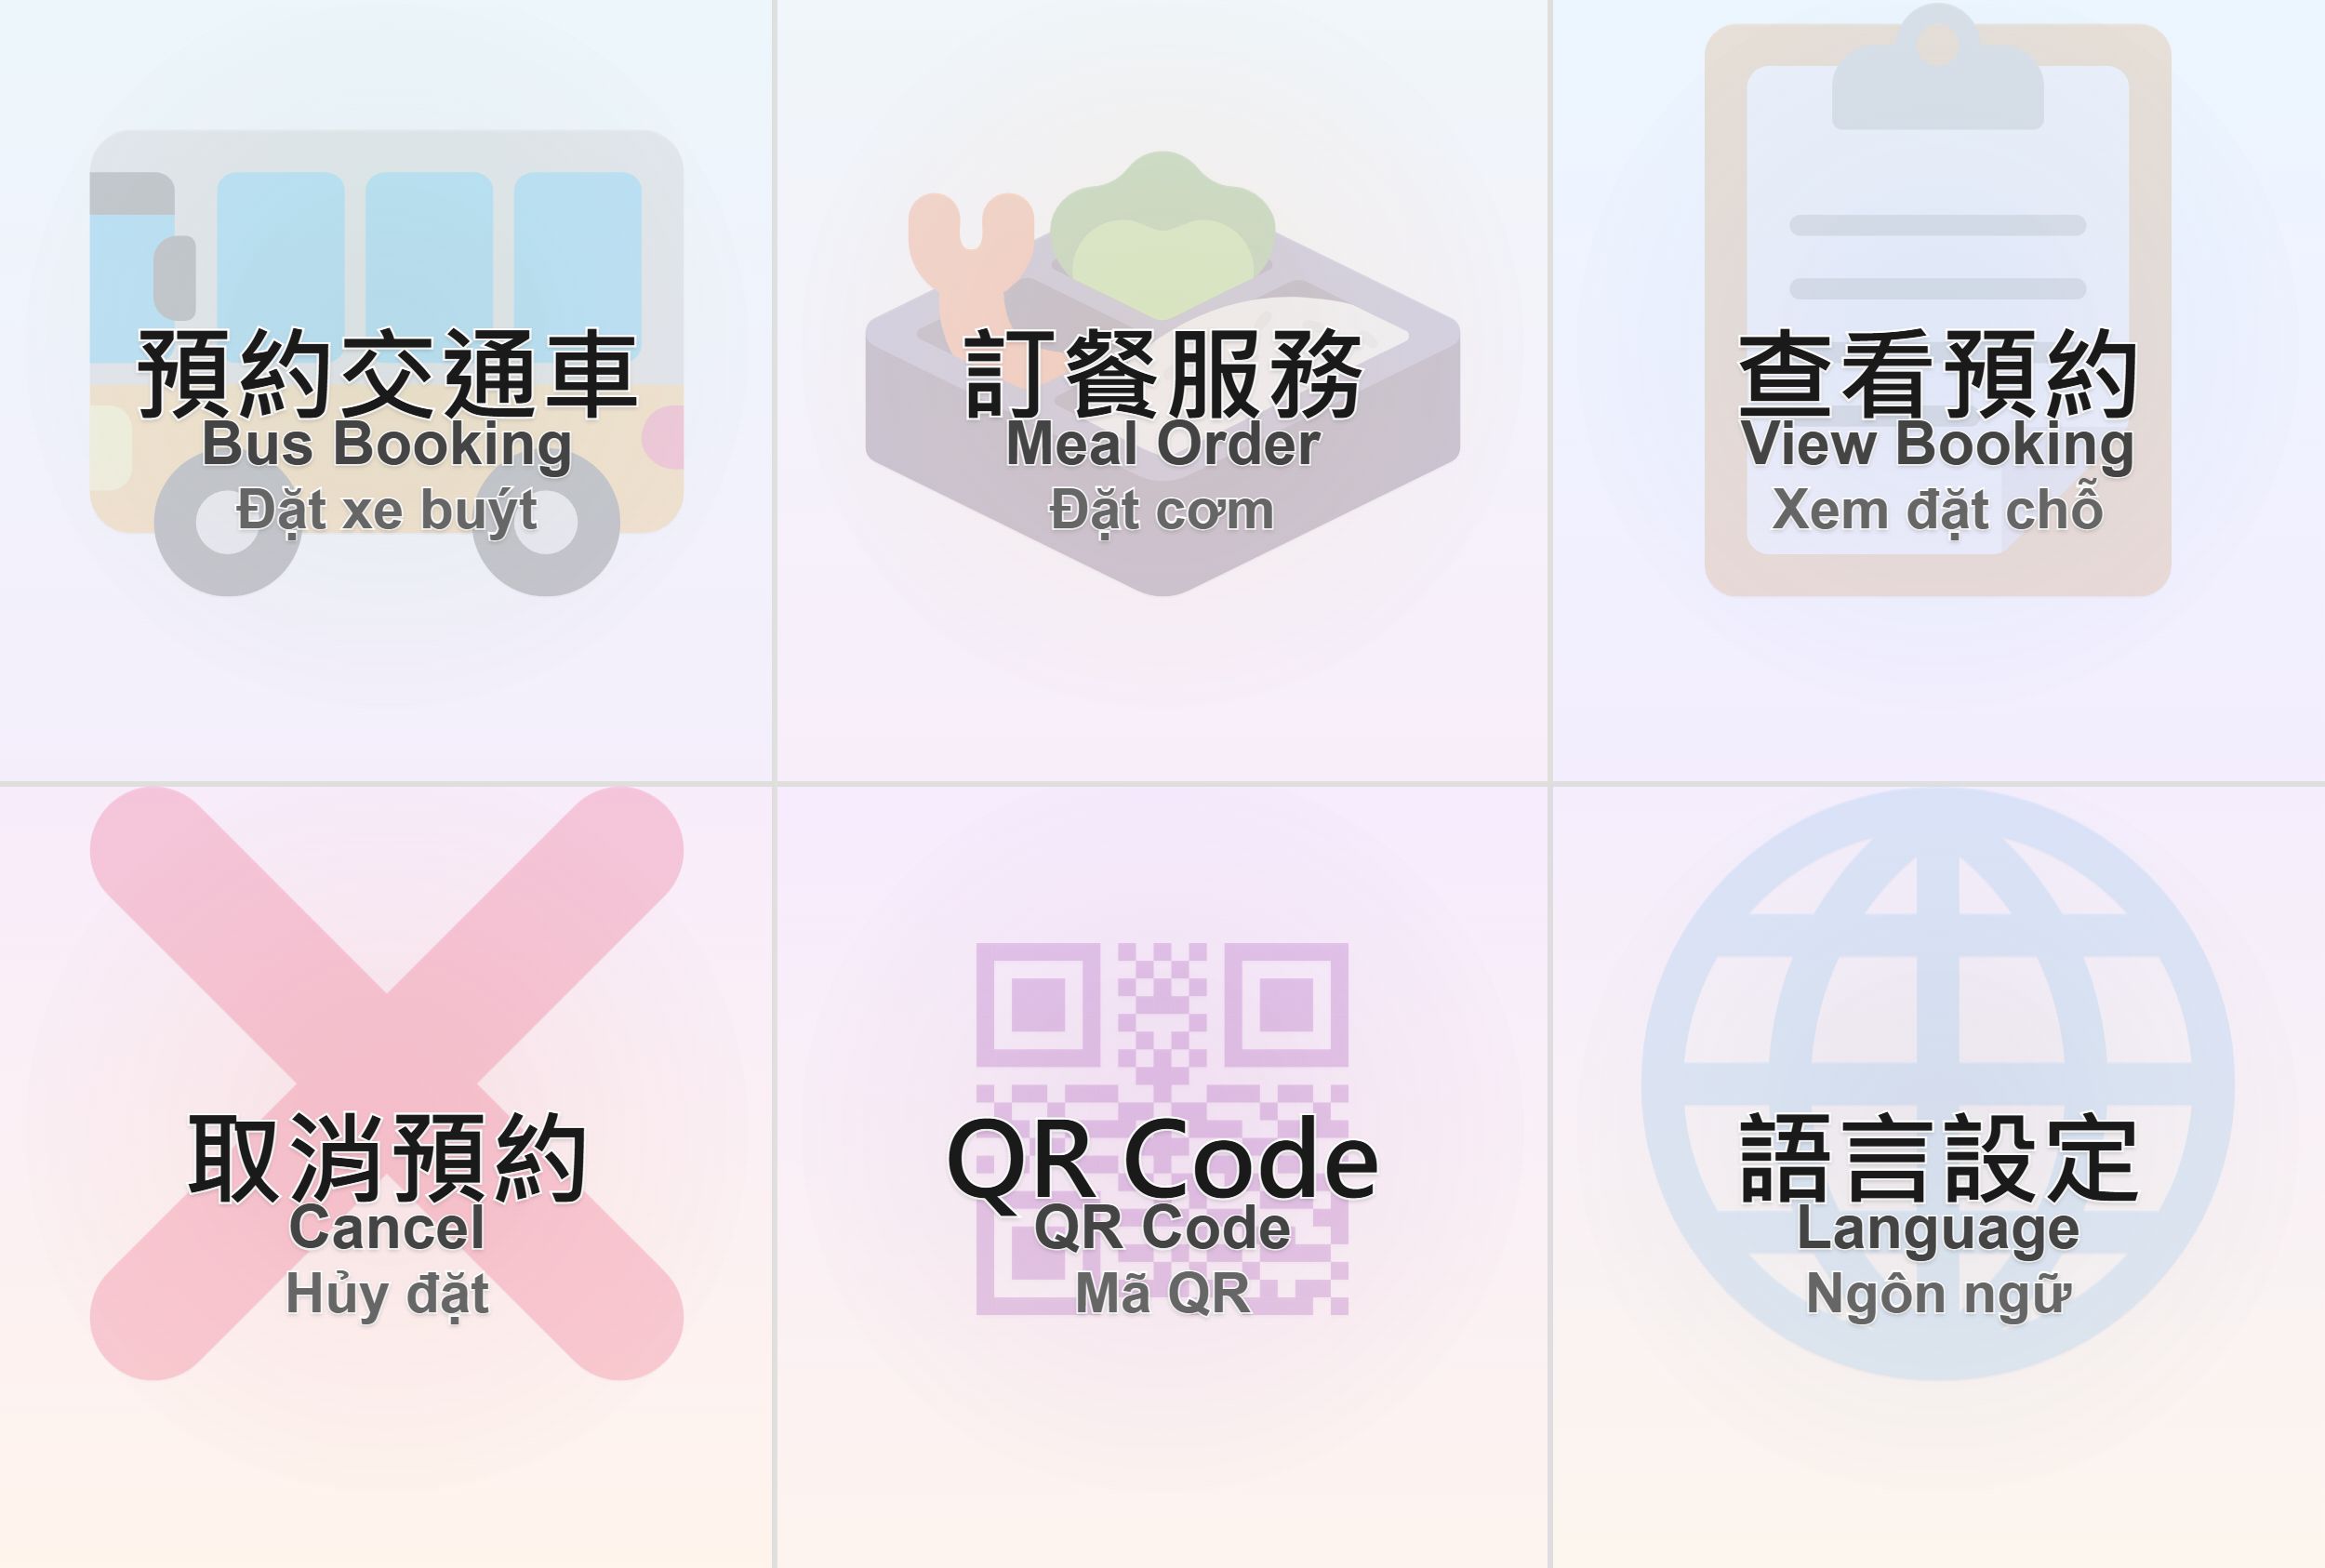 預約交通車
Bus Booking
Đặt xe buýt
訂餐服務
Meal Order
Đặt cơm
查看預約
View Booking
Xem đặt chỗ
取消預約
Cancel
Hủy đặt
QR Code
QR Code
Mã QR
語言設定
Language
Ngôn ngữ